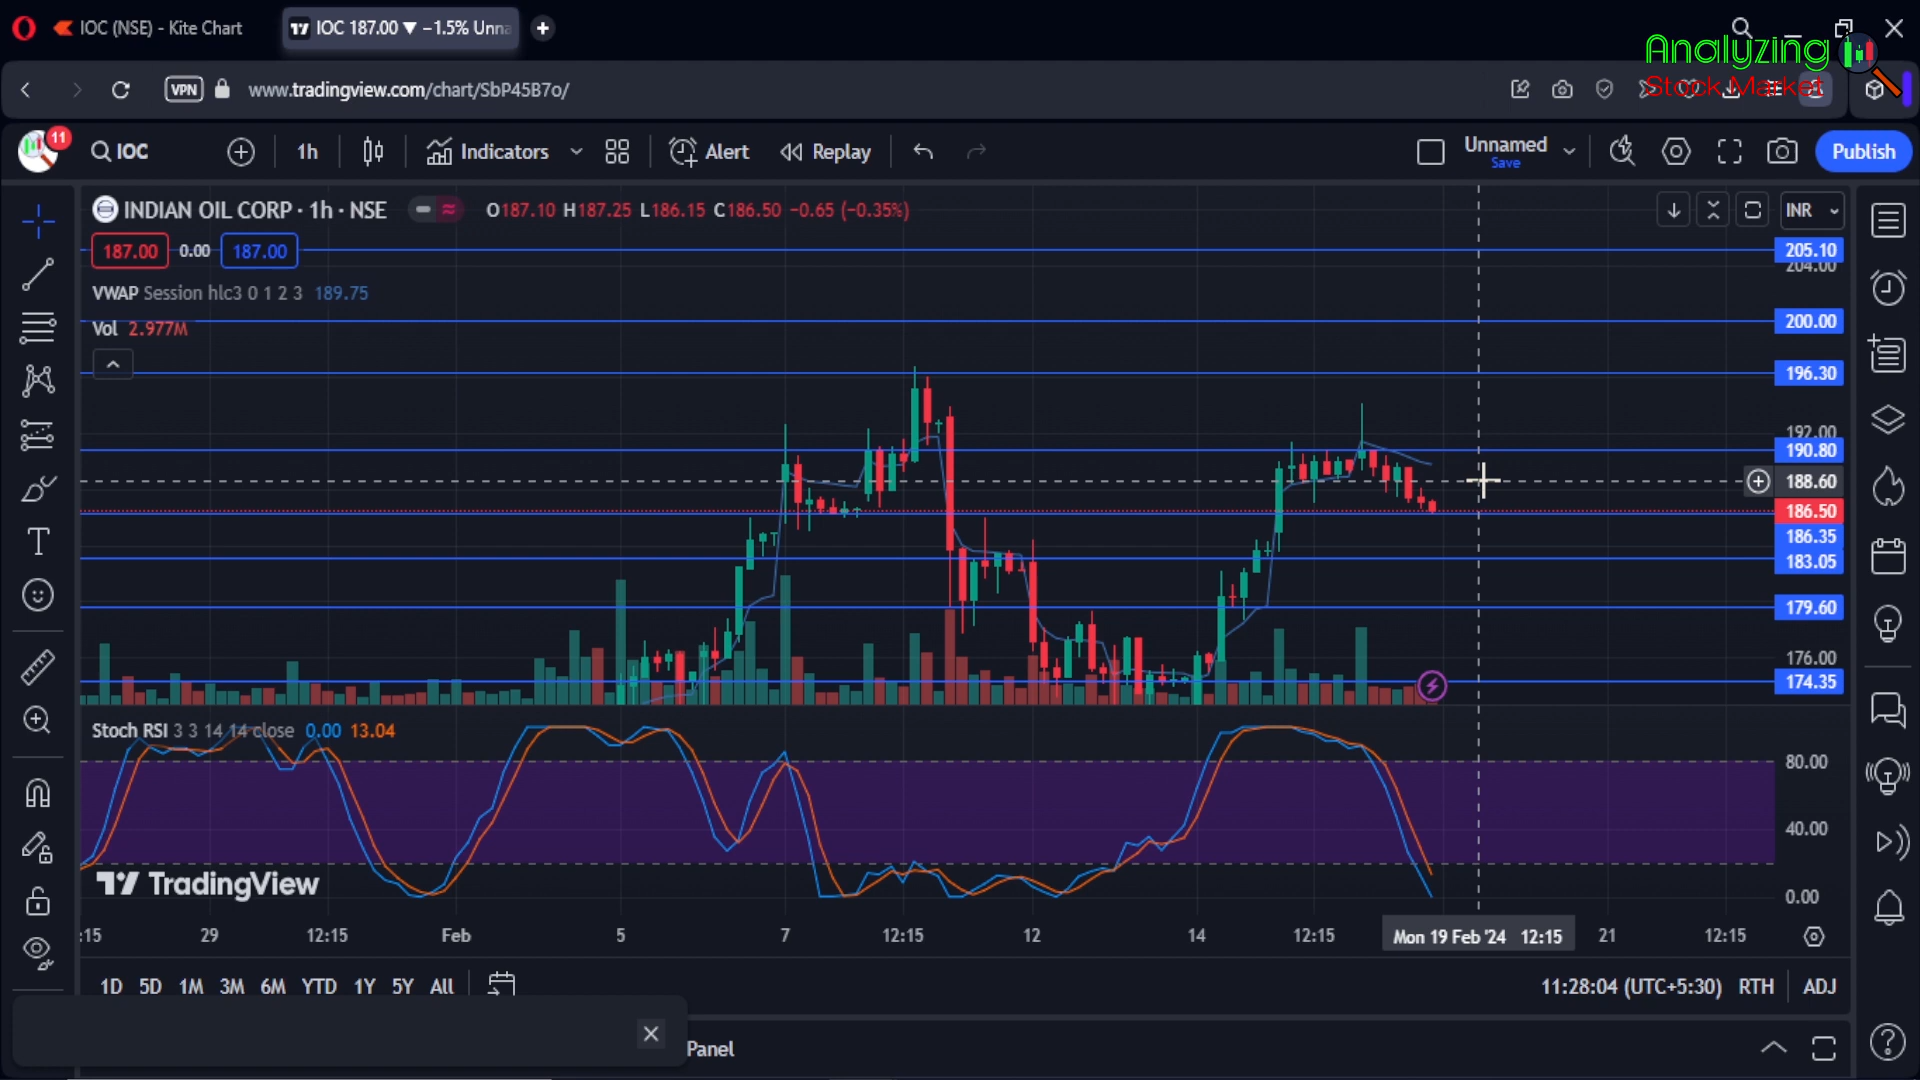 IOC (NSE) - Kite Chart
IOC 187.00 ▼ −1.5% Unna
Analyzing
Stock Market
VPN
www.tradingview.com/chart/SbP45B7o/
11
IOC
1h
Indicators
Alert
Replay
Unnamed
Save
Publish
INDIAN OIL CORP · 1h · NSE
O187.10 H187.25 L186.15 C186.50 −0.65 (−0.35%)
INR
187.00
0.00
187.00
VWAP Session hlc3 0 1 2 3 189.75
Vol 2.977M
205.10
204.00
200.00
196.30
192.00
190.80
188.60
186.50
186.35
183.05
179.60
176.00
174.35
Stoch RSI 3 3 14 14 close 0.00 13.04
80.00
40.00
0.00
TradingView
:15
29
12:15
Feb
5
7
12:15
12
14
12:15
Mon 19 Feb '24 12:15
21
12:15
1D 5D 1M 3M 6M YTD 1Y 5Y All
11:28:04 (UTC+5:30) RTH ADJ
Panel